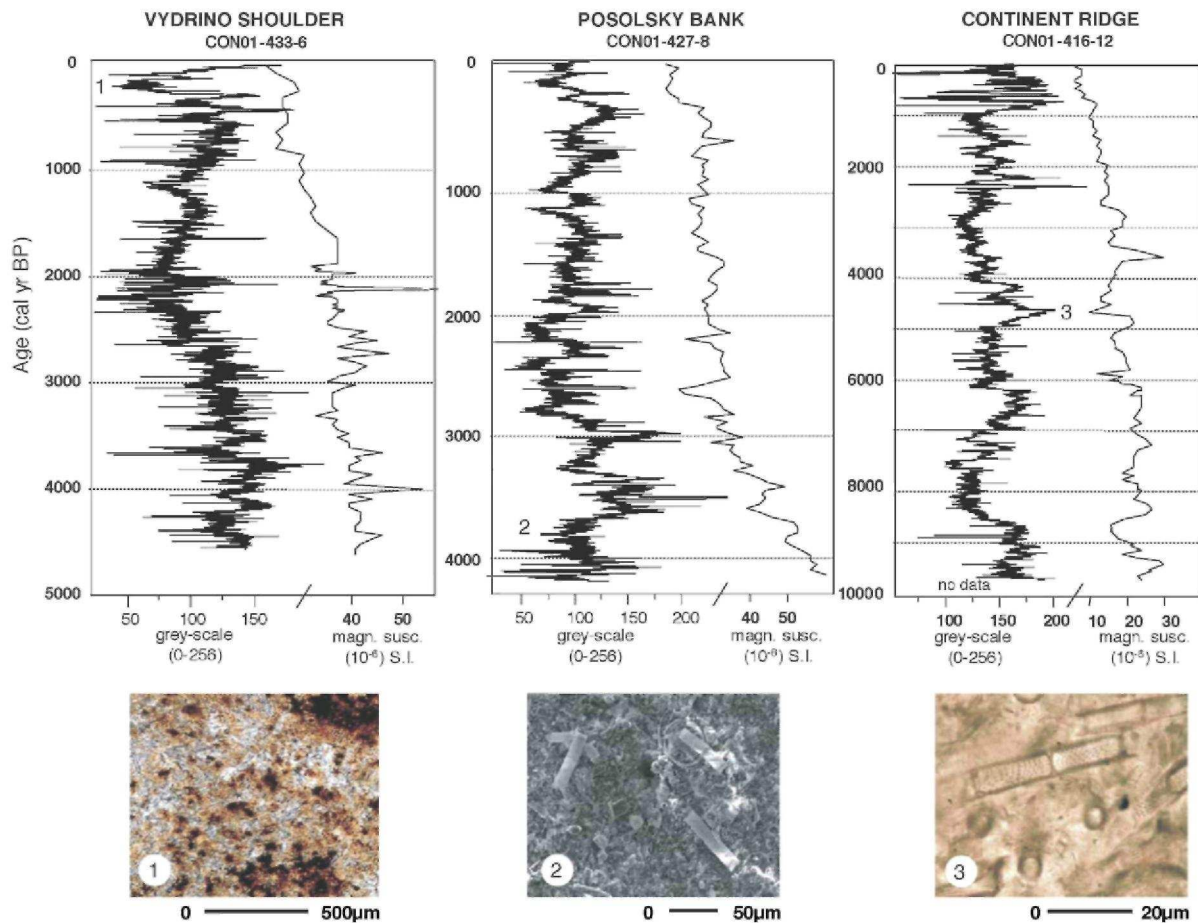 VYDRINO SHOULDER
CON01-433-6
POSOLSKY BANK
CON01-427-8
CONTINENT RIDGE
CON01-416-12
Age (cal yr BP)
0
1000
2000
3000
4000
5000
1
50
100
150
40
50
grey-scale
(0-256)
magn. susc.
(10⁻⁶) S.I.
0
1000
2000
3000
4000
2
50
100
150
200
40
50
grey-scale
(0-256)
magn. susc.
(10⁻⁶) S.I.
0
2000
4000
6000
8000
10000
3
no data
50
100
150
200
10
20
30
grey-scale
(0-256)
magn. susc.
(10⁻⁵) S.I.
1
0 500µm
2
0 50µm
3
0 20µm